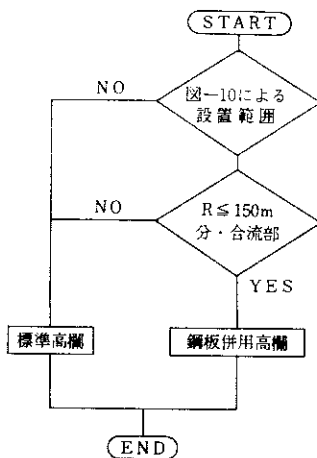 START
NO
図－10による
設置範囲
NO
R≦150m
分・合流部
YES
標準高欄
鋼板併用高欄
END